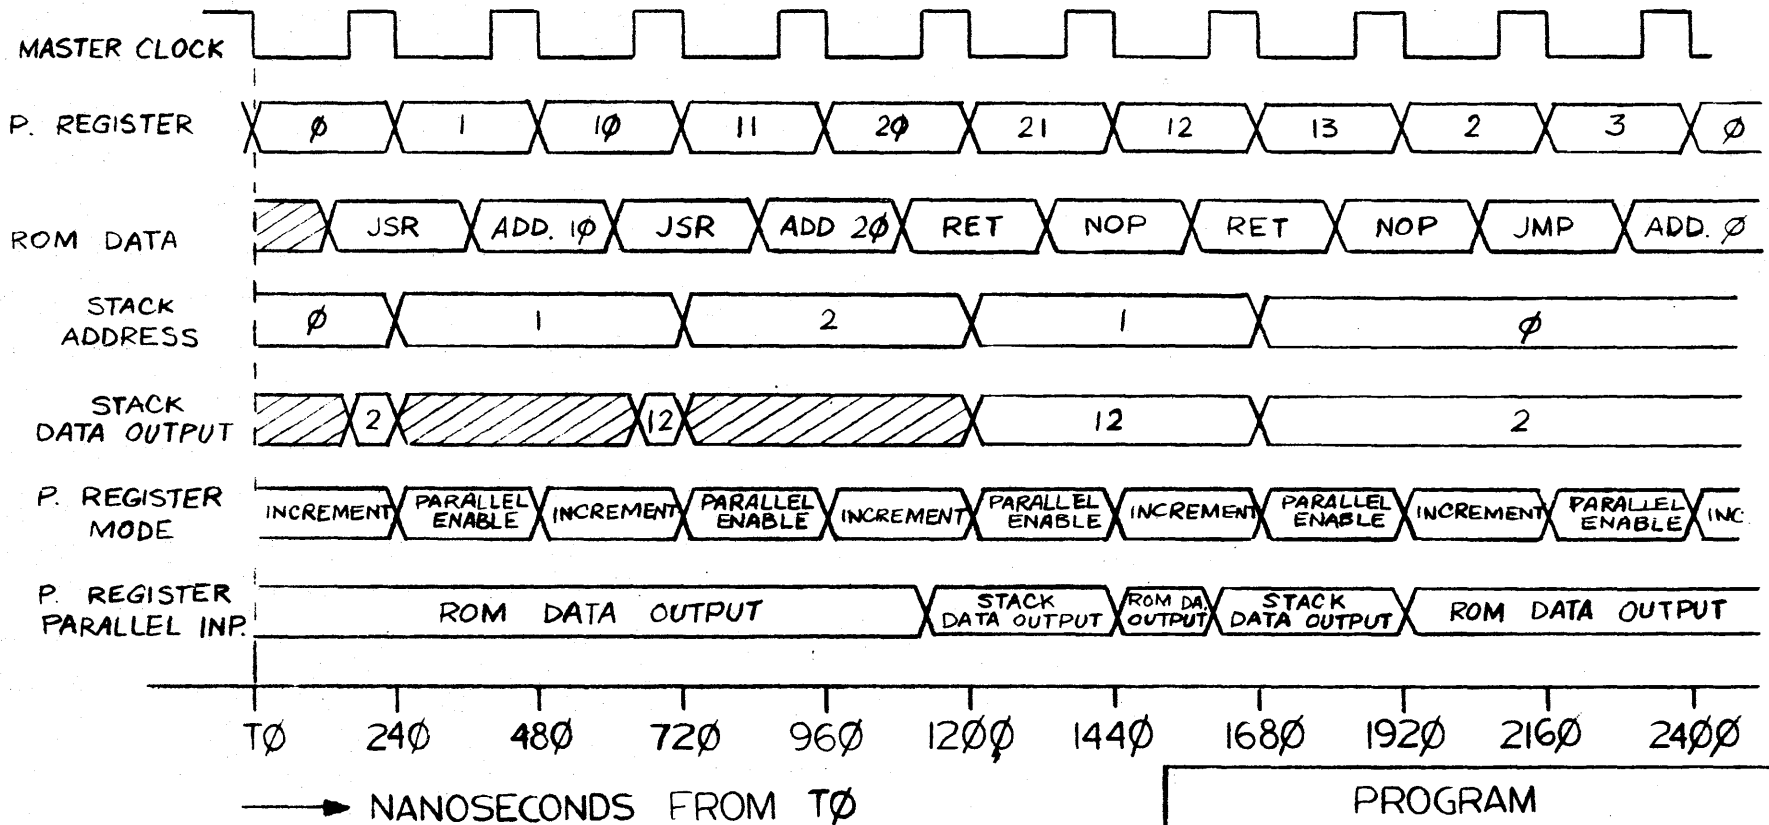 MASTER CLOCK
P. REGISTER Ø 1 1Ø 11 2Ø 21 12 13 2 3 Ø
ROM DATA JSR ADD. 1Ø JSR ADD 2Ø RET NOP RET NOP JMP ADD. Ø
STACK
ADDRESS Ø 1 2 1 Ø
STACK
DATA OUTPUT 2 12 12 2
P. REGISTER
MODE
INCREMENT PARALLEL ENABLE INCREMENT PARALLEL ENABLE INCREMENT PARALLEL ENABLE INCREMENT PARALLEL ENABLE INCREMENT PARALLEL ENABLE INC.
P. REGISTER
PARALLEL INP.
ROM DATA OUTPUT STACK DATA OUTPUT ROM DA. OUTPUT STACK DATA OUTPUT ROM DATA OUTPUT
TØ 24Ø 48Ø 72Ø 96Ø 12ØØ 144Ø 168Ø 192Ø 216Ø 24ØØ
NANOSECONDS FROM TØ
PROGRAM